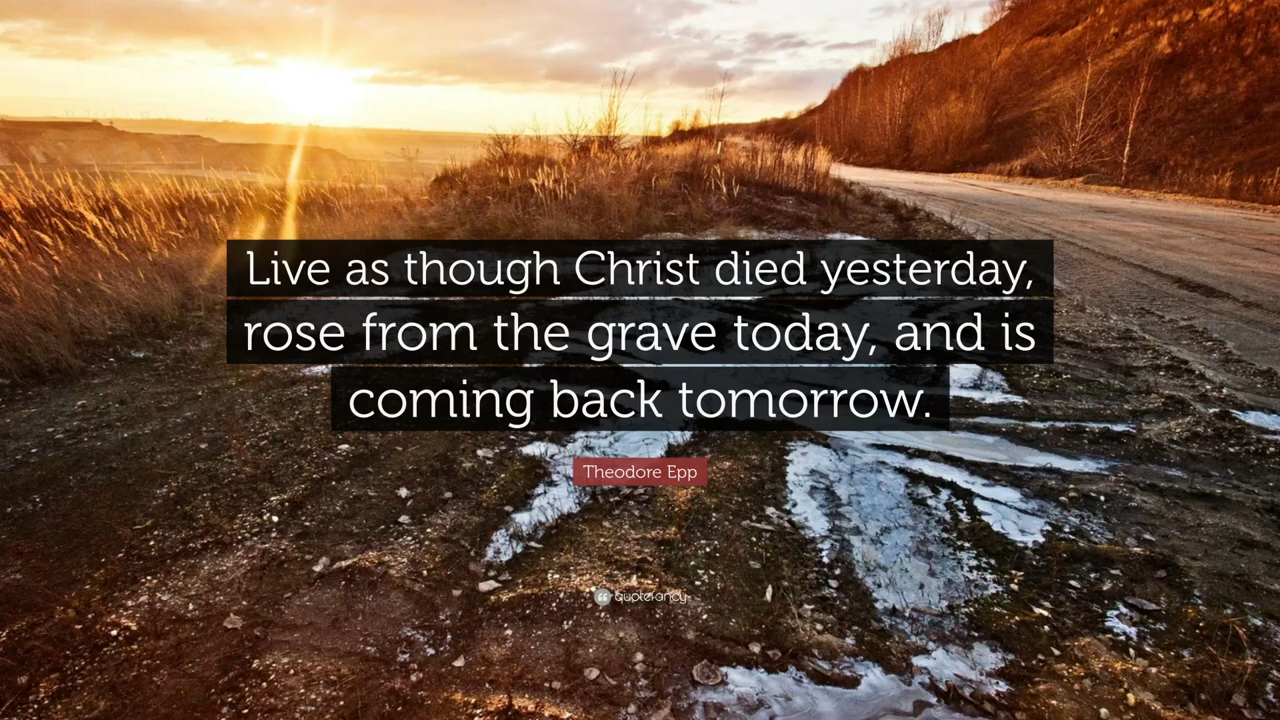 Live as though Christ died yesterday,
rose from the grave today, and is
coming back tomorrow.
Theodore Epp
quotefancy